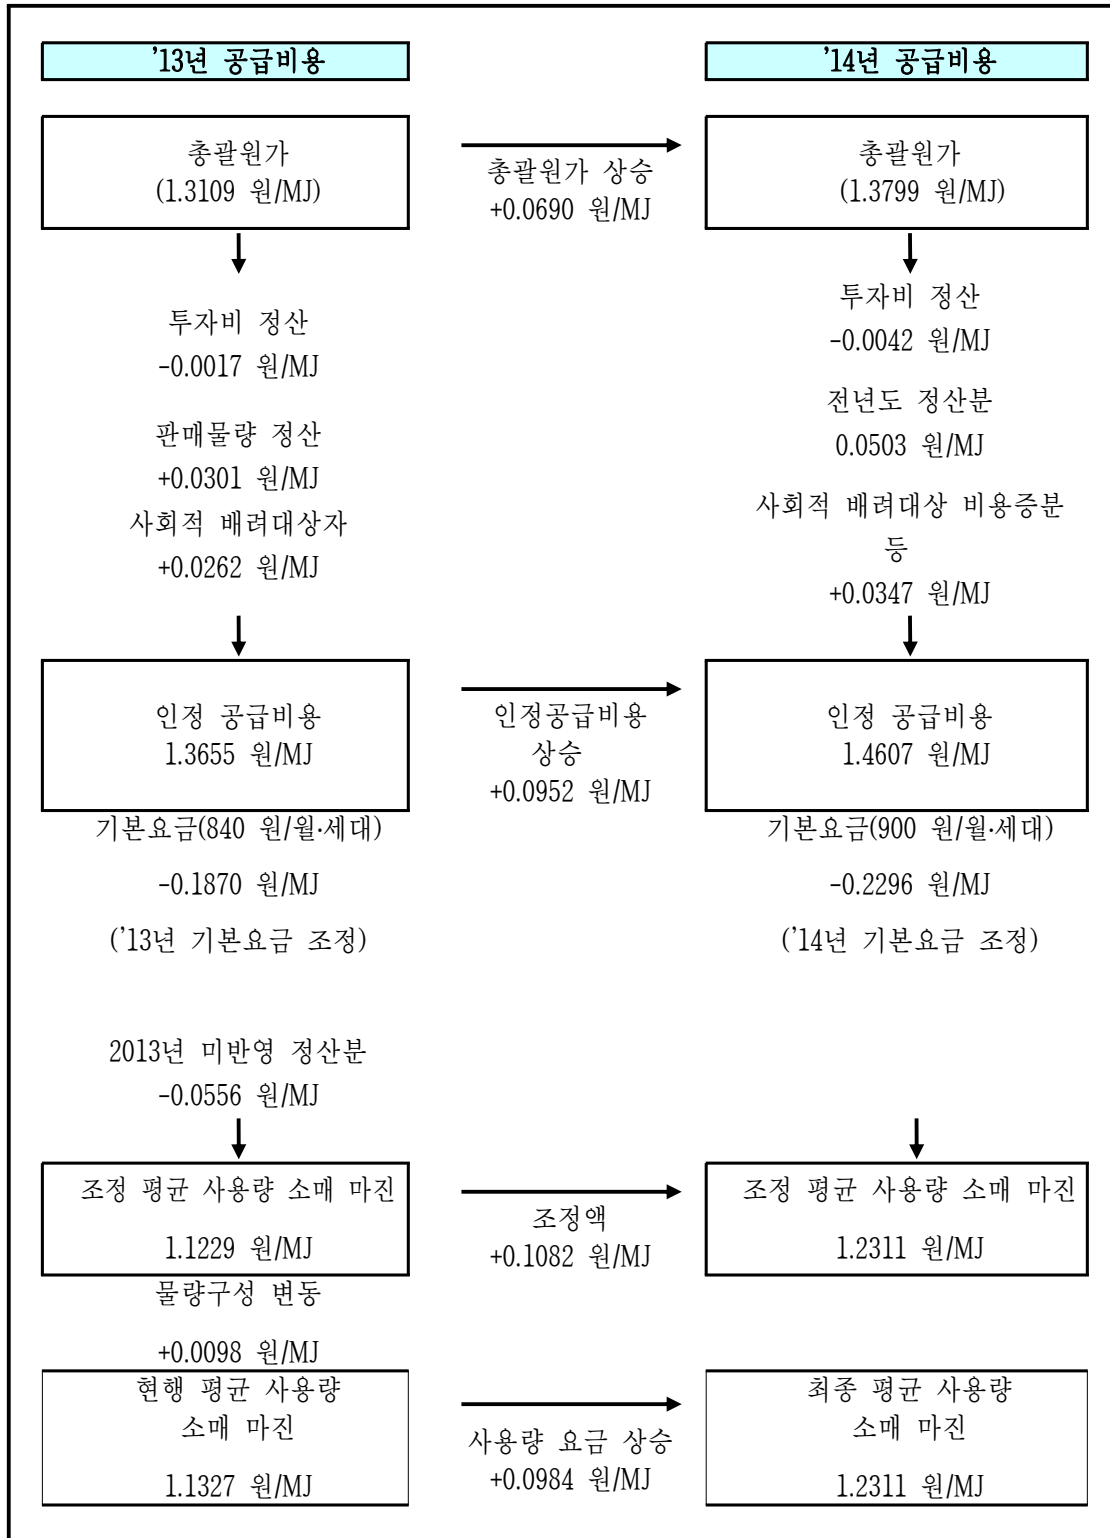 '13년 공급비용
'14년 공급비용
총괄원가
(1.3109 원/MJ)
총괄원가 상승
+0.0690 원/MJ
총괄원가
(1.3799 원/MJ)
투자비 정산
-0.0017 원/MJ
판매물량 정산
+0.0301 원/MJ
사회적 배려대상자
+0.0262 원/MJ
투자비 정산
-0.0042 원/MJ
전년도 정산분
0.0503 원/MJ
사회적 배려대상 비용증분
등
+0.0347 원/MJ
인정 공급비용
1.3655 원/MJ
인정공급비용
상승
+0.0952 원/MJ
인정 공급비용
1.4607 원/MJ
기본요금(840 원/월·세대)
-0.1870 원/MJ
('13년 기본요금 조정)
기본요금(900 원/월·세대)
-0.2296 원/MJ
('14년 기본요금 조정)
2013년 미반영 정산분
-0.0556 원/MJ
조정 평균 사용량 소매 마진
1.1229 원/MJ
조정액
+0.1082 원/MJ
조정 평균 사용량 소매 마진
1.2311 원/MJ
물량구성 변동
+0.0098 원/MJ
현행 평균 사용량
소매 마진
1.1327 원/MJ
사용량 요금 상승
+0.0984 원/MJ
최종 평균 사용량
소매 마진
1.2311 원/MJ